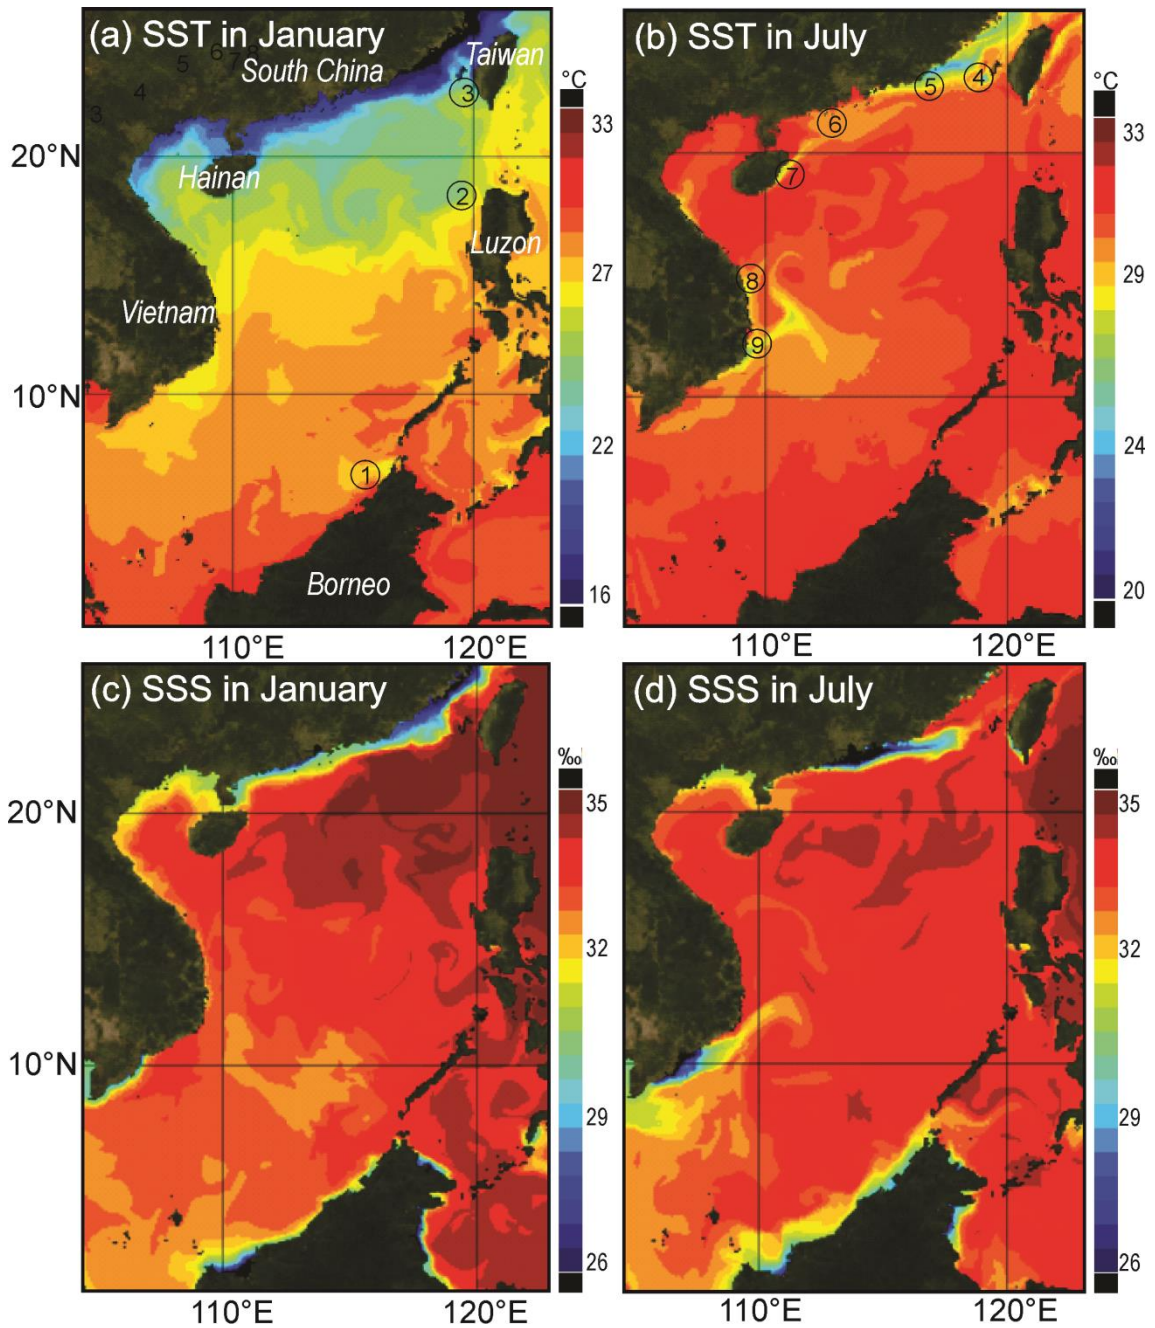 (a) SST in January
Taiwan
South China
3 4 5 6 7 8
°C
33
27
22
16
20°N
10°N
Hainan
Luzon
Vietnam
Borneo
3
2
1
110°E
120°E
(b) SST in July
°C
33
29
24
20
4
5
6
7
8
9
110°E
120°E
(c) SSS in January
‰
35
32
29
26
20°N
10°N
110°E
120°E
(d) SSS in July
‰
35
32
29
26
110°E
120°E